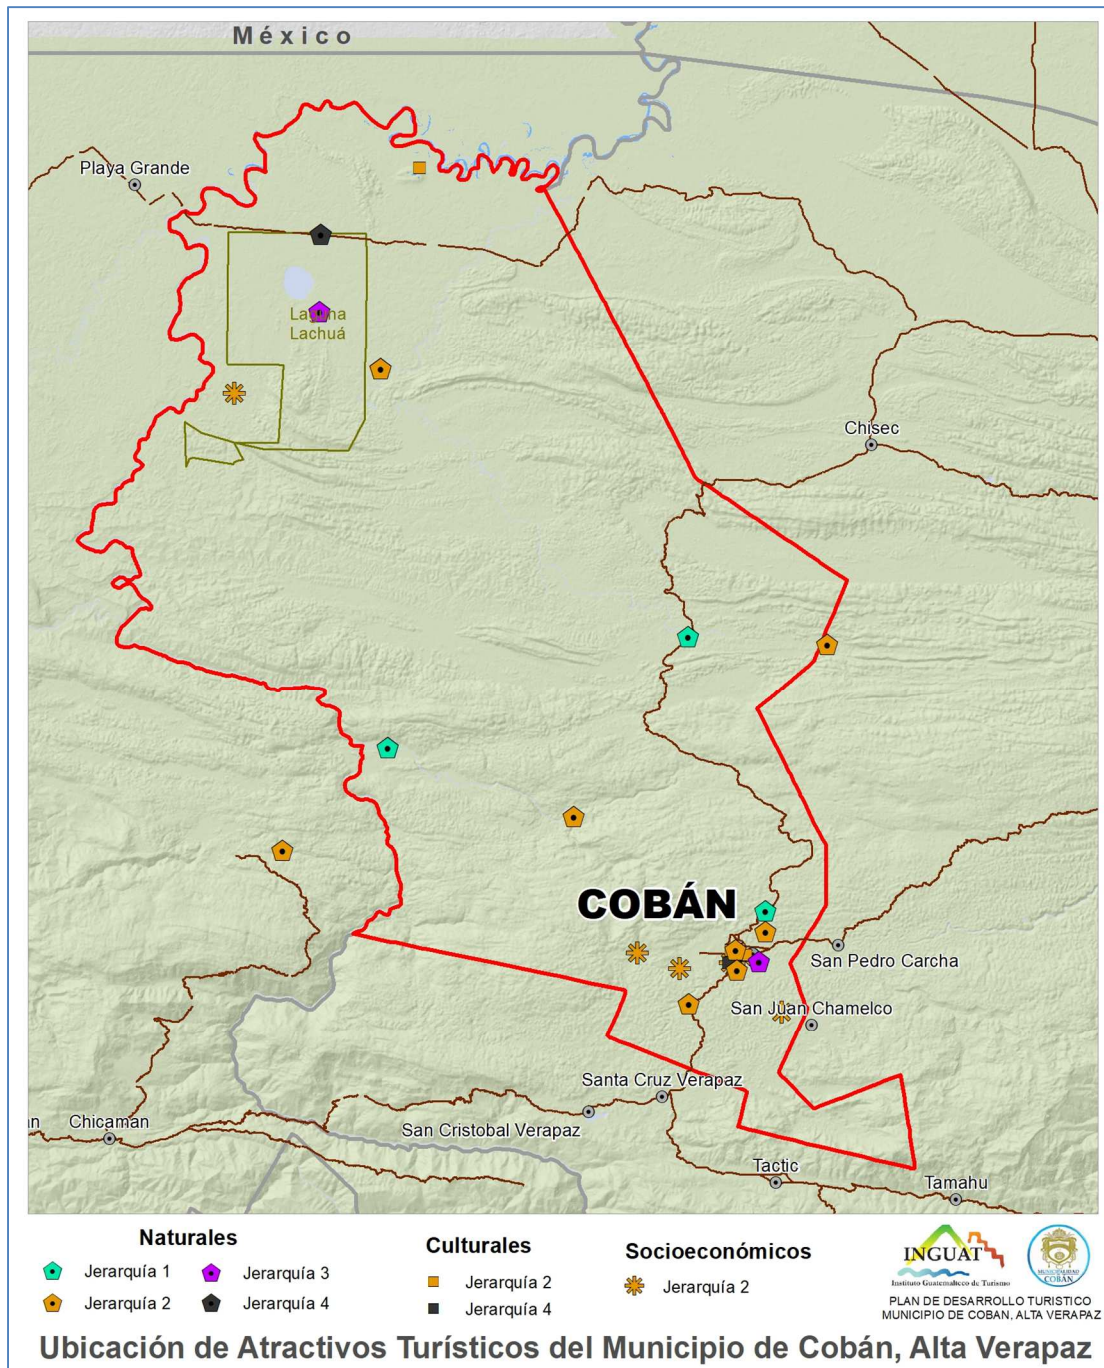 México
Playa Grande
Laguna
Lachuá
Chisec
COBÁN
San Pedro Carcha
San Juan Chamelco
Santa Cruz Verapaz
San Cristobal Verapaz
an
Chicaman
Tactic
Tamahu
Naturales
Jerarquía 1
Jerarquía 3
Jerarquía 2
Jerarquía 4
Culturales
Jerarquía 2
Jerarquía 4
Socioeconómicos
Jerarquía 2
INGUAT
Instituto Guatemalteco de Turismo
MUNICIPALIDAD
COBÁN
PLAN DE DESARROLLO TURISTICO
MUNICIPIO DE COBAN, ALTA VERAPAZ
Ubicación de Atractivos Turísticos del Municipio de Cobán, Alta Verapaz